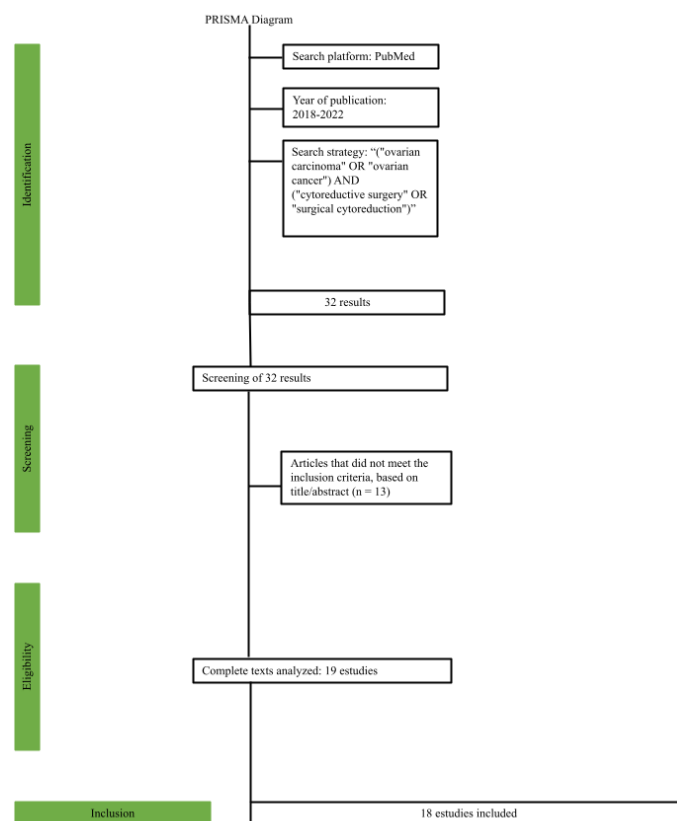 PRISMA Diagram
Identification
Search platform: PubMed
Year of publication:
2018-2022
Search strategy: “("ovarian
carcinoma" OR "ovarian
cancer") AND
("cytoreductive surgery" OR
"surgical cytoreduction")”
32 results
Screening
Screening of 32 results
Articles that did not meet the
inclusion criteria, based on
title/abstract (n = 13)
Eligibility
Complete texts analyzed: 19 estudies
Inclusion
18 estudies included